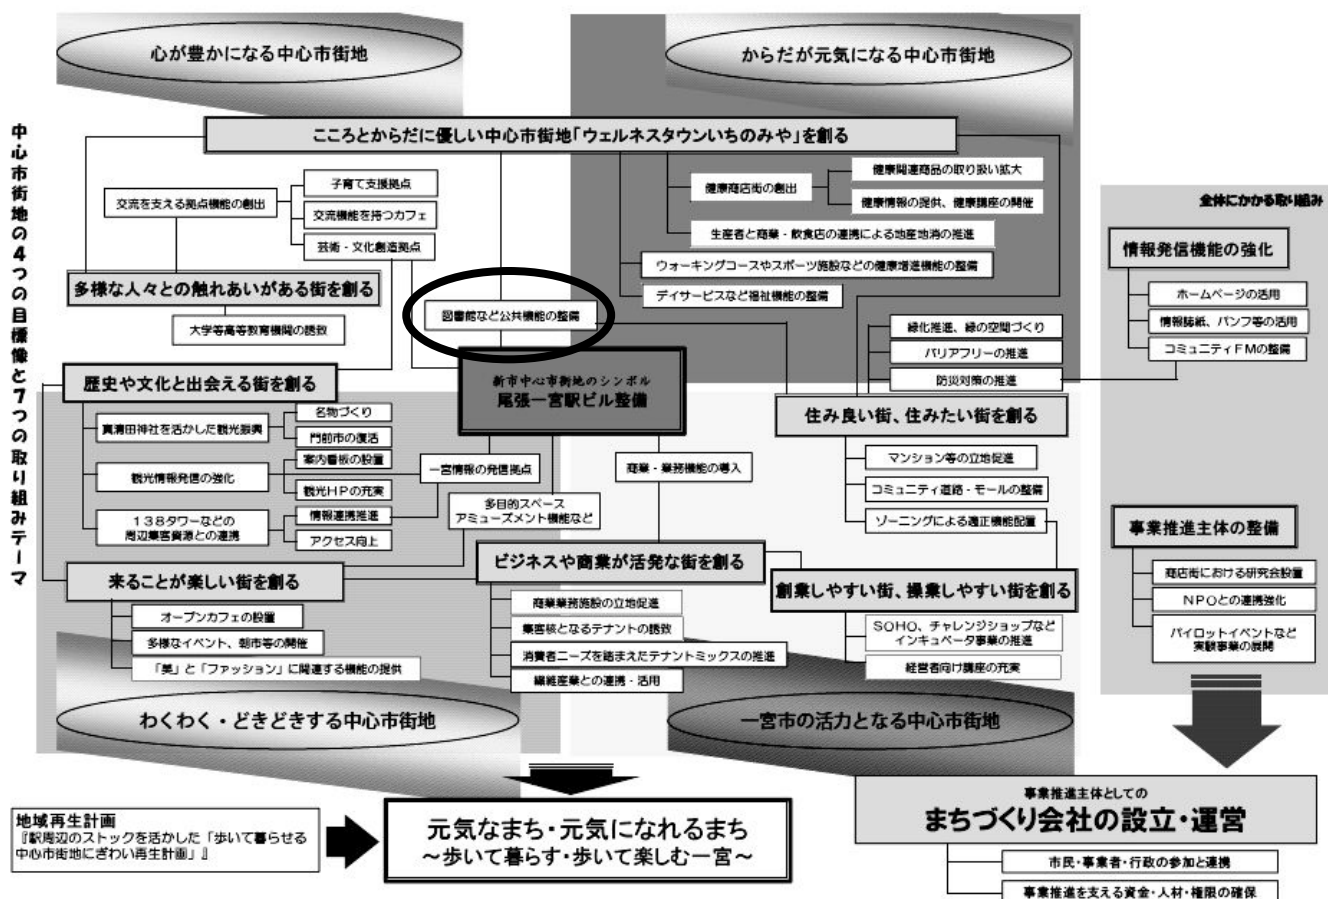 心が豊かになる中心市街地
からだが元気になる中心市街地
中心市街地の４つの目標像と７つの取り組みテーマ
こころとからだに優しい中心市街地「ウェルネスタウンいちのみや」を創る
交流を支える拠点機能の創出
子育て支援拠点
交流機能を持つカフェ
芸術・文化創造拠点
健康商店街の創出
健康関連商品の取り扱い拡大
健康情報の提供、健康講座の開催
生産者と商業・飲食店の連携による地産地消の推進
ウォーキングコースやスポーツ施設などの健康増進機能の整備
デイサービスなど福祉機能の整備
多様な人々との触れあいがある街を創る
大学等高等教育機関の誘致
図書館など公共機能の整備
緑化推進、緑の空間づくり
バリアフリーの推進
防災対策の推進
歴史や文化と出会える街を創る
真清田神社を活かした観光振興
名物づくり
門前市の復活
観光情報発信の強化
案内看板の設置
観光ＨＰの充実
１３８タワーなどの
周辺集客資源との連携
情報連携推進
アクセス向上
新市中心市街地のシンボル
尾張一宮駅ビル整備
一宮情報の発信拠点
多目的スペース
アミューズメント機能など
商業・業務機能の導入
住み良い街、住みたい街を創る
マンション等の立地促進
コミュニティ道路・モールの整備
ゾーニングによる適正機能配置
来ることが楽しい街を創る
オープンカフェの設置
多様なイベント、朝市等の開催
「美」と「ファッション」に関連する機能の提供
ビジネスや商業が活発な街を創る
商業業務施設の立地促進
集客核となるテナントの誘致
消費者ニーズを踏まえたテナントミックスの推進
繊維産業との連携・活用
創業しやすい街、操業しやすい街を創る
ＳＯＨＯ、チャレンジショップなど
インキュベータ事業の推進
経営者向け講座の充実
わくわく・どきどきする中心市街地
一宮市の活力となる中心市街地
全体にかかる取り組み
情報発信機能の強化
ホームページの活用
情報誌紙、パンフ等の活用
コミュニティＦＭの整備
事業推進主体の整備
商店街における研究会設置
ＮＰＯとの連携強化
パイロットイベントなど
実験事業の展開
地域再生計画
『駅周辺のストックを活かした「歩いて暮らせる
中心市街地にぎわい再生計画」』
元気なまち・元気になれるまち
～歩いて暮らす・歩いて楽しむ一宮～
事業推進主体としての
まちづくり会社の設立・運営
市民・事業者・行政の参加と連携
事業推進を支える資金・人材・権限の確保